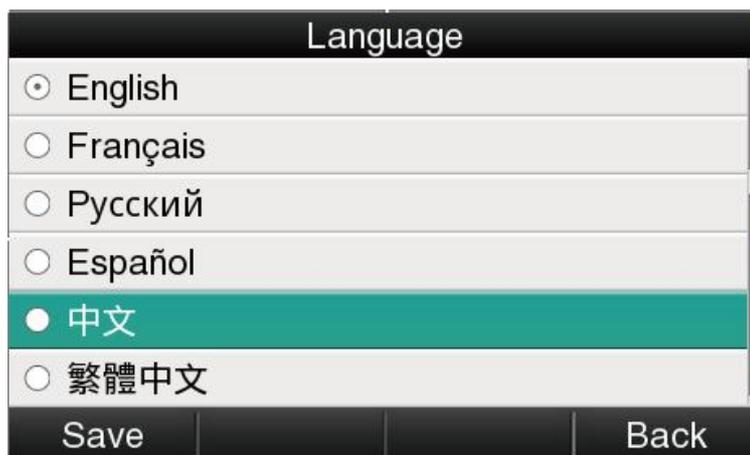 Language
English
Français
Русский
Español
中文
繁體中文
Save Back